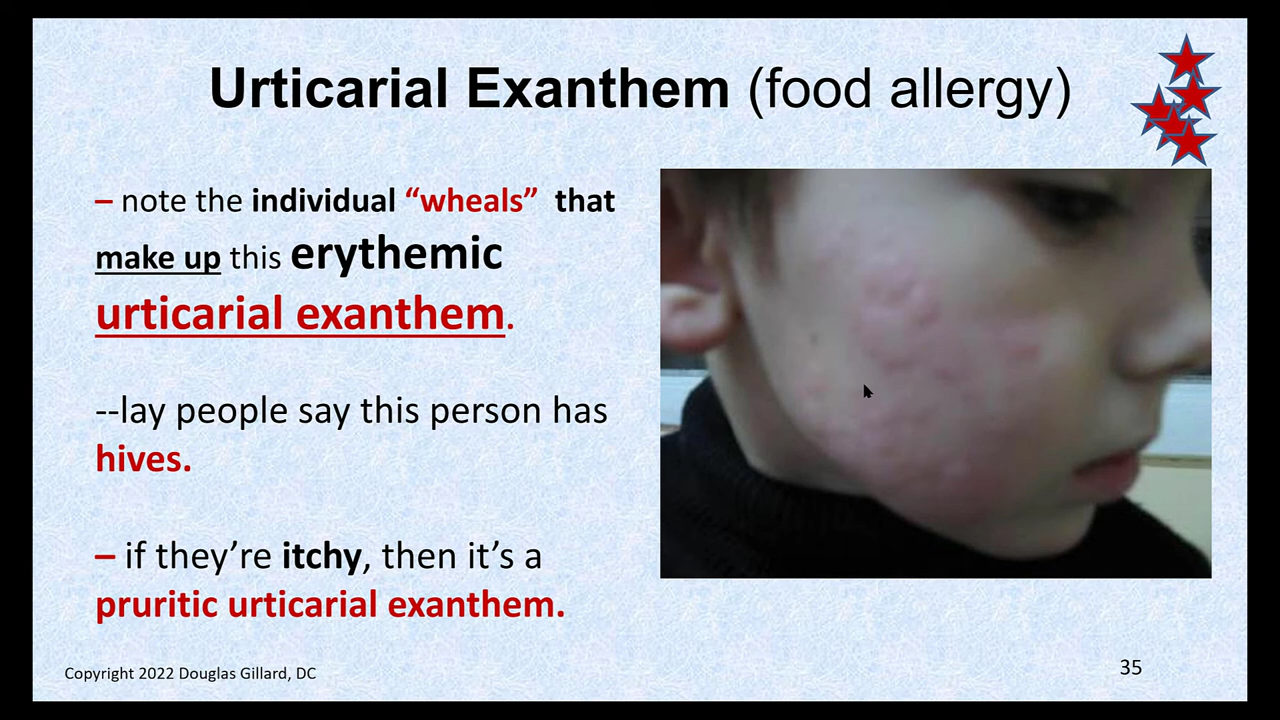 Urticarial Exanthem (food allergy)
– note the individual “wheals” that
make up this erythemic
urticarial exanthem.
--lay people say this person has
hives.
– if they’re itchy, then it’s a
pruritic urticarial exanthem.
Copyright 2022 Douglas Gillard, DC
35